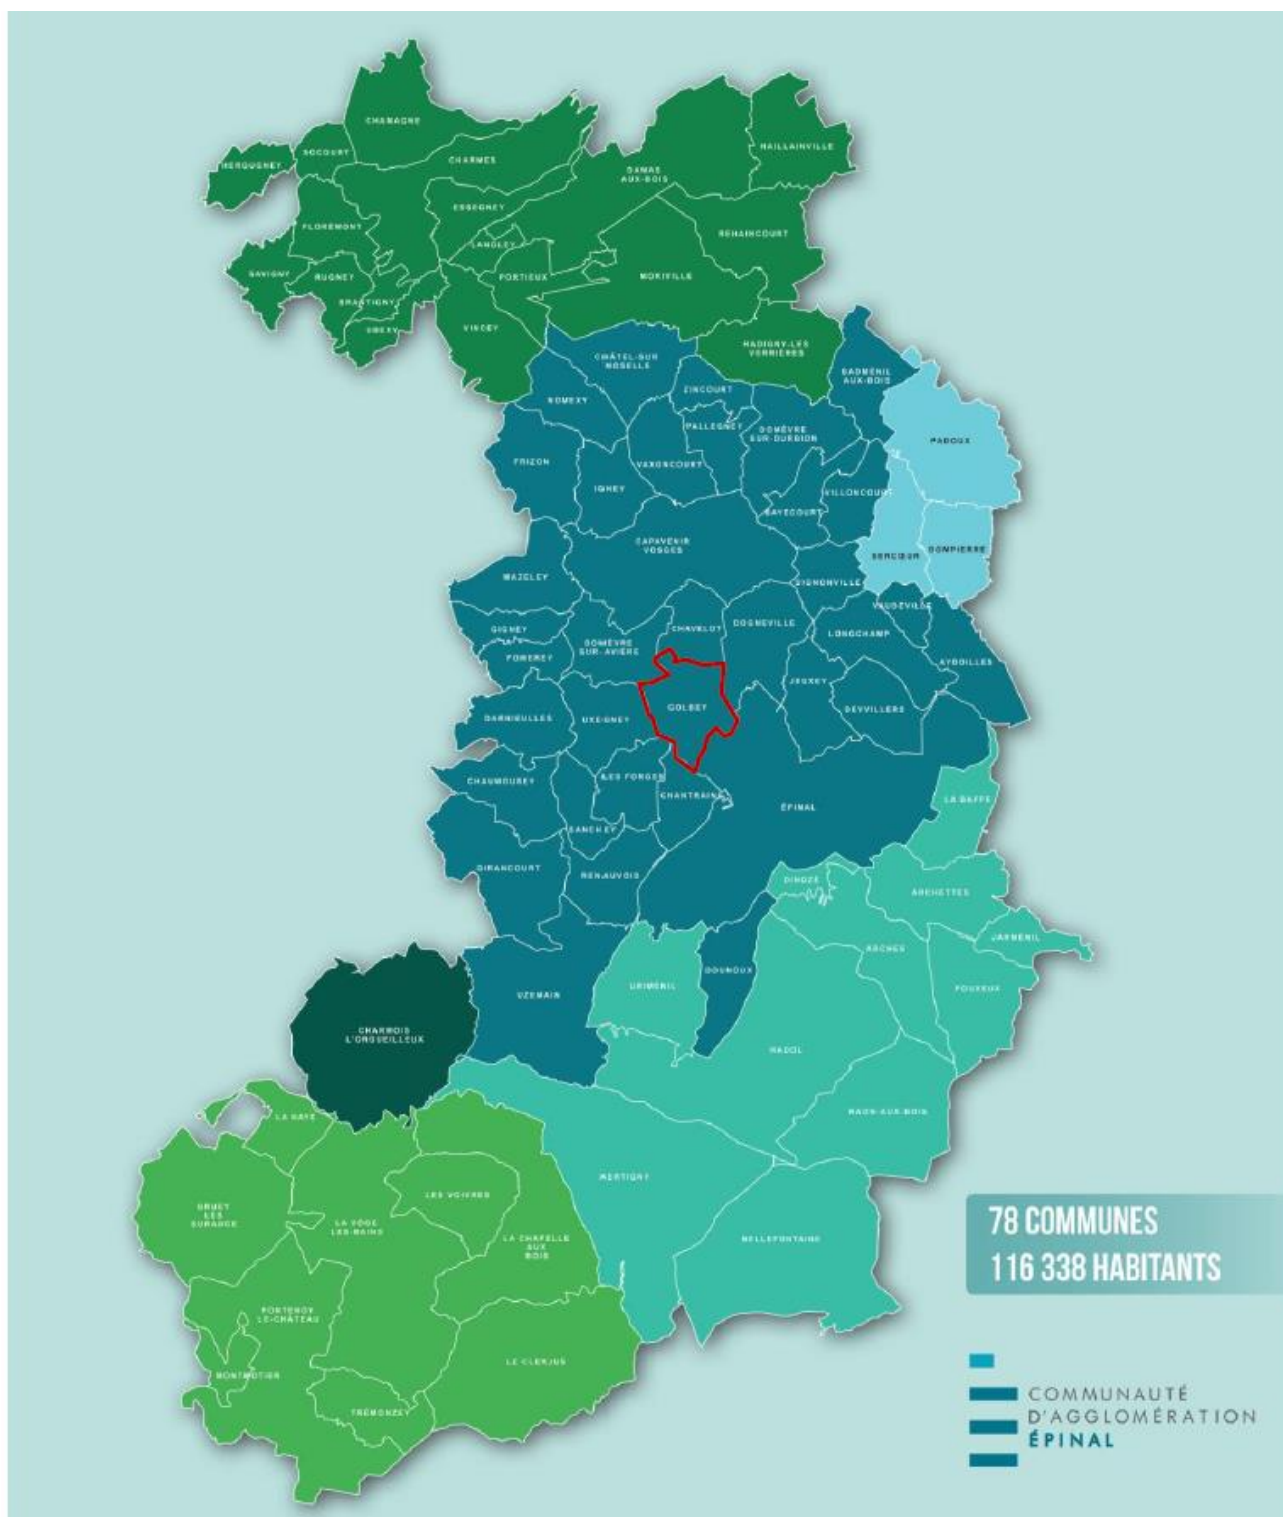 CHAMAGNE
SOCOURT
HERGUGNEY
CHARMES
HAILLAINVILLE
DAMAS
AUX-BOIS
ESSEGNEY
FLORÉMONT
LANGLEY
REHAINCOURT
SAVIGNY
RUGNEY
PORTIEUX
MORIVILLE
BRANTIGNY
UBEXY
VINCEY
HADIGNY-LES
VERRIÈRES
CHÂTEL-SUR
MOSELLE
BADMÉNIL
AUX-BOIS
ZINCOURT
NOMEXY
PALLEGNEY
DOMÈVRE
SUR-DURBION
PADOUX
FRIZON
VAXONCOURT
IGNEY
VILLONCOURT
BAYECOURT
CAPAVENIR
VOSGES
SERCŒUR
DOMPIERRE
MAZELEY
DIGNONVILLE
VAUDÉVILLE
GIGNEY
CHAVELOT
DOGNEVILLE
LONGCHAMP
DOMÈVRE
SUR-AVIÈRE
FOMEREY
AYDOILLES
JEUXEY
GOLBEY
DEYVILLERS
DARNIEULLES
UXEGNEY
CHAUMOUSEY
LES FORGES
CHANTRAINE
ÉPINAL
LA BAFFE
SANCHEY
GIRANCOURT
RENAUVOID
DINOZÉ
ARCHETTES
JARMÉNIL
ARCHES
DOUNOUX
URIMÉNIL
UZEMAIN
POUXEUX
CHARMOIS
L'ORGUEILLEUX
HADOL
RAON-AUX-BOIS
LA HAYE
XERTIGNY
LES VOIVRES
GRUEY
LES
SURANCE
LA VÔGE
LES-BAINS
LA CHAPELLE
AUX
BOIS
BELLEFONTAINE
78 COMMUNES
116 338 HABITANTS
FONTENOY
LE-CHÂTEAU
LE CLERJUS
MONTMOTIER
TRÉMONZEY
COMMUNAUTÉ
D'AGGLOMÉRATION
ÉPINAL